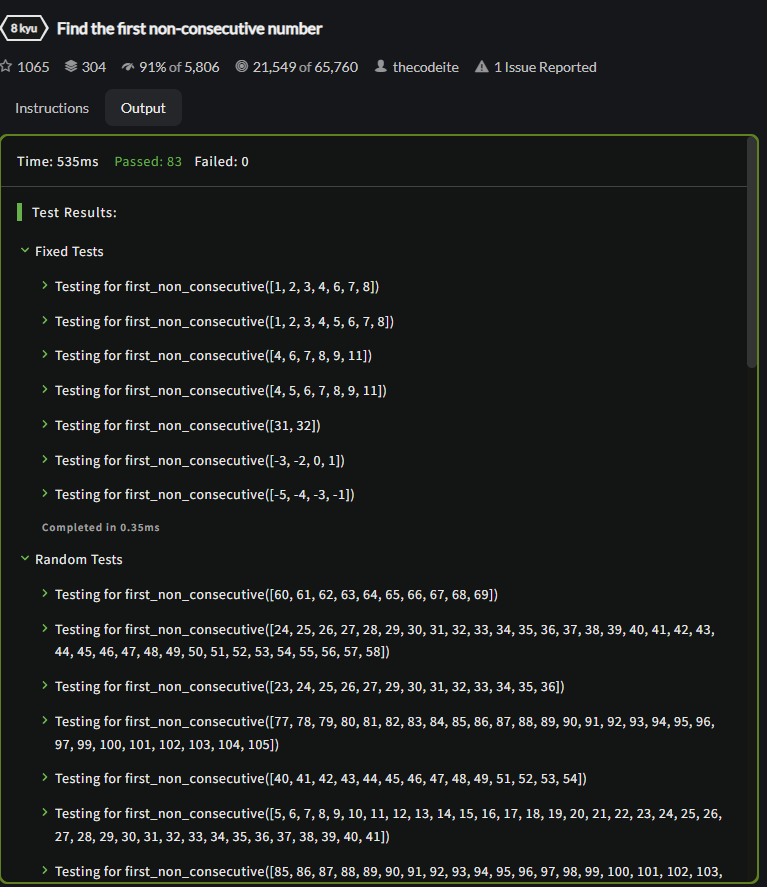 8 kyu Find the first non-consecutive number
1065 304 91% of 5,806 21,549 of 65,760 thecodeite 1 Issue Reported
Instructions Output
Time: 535ms Passed: 83 Failed: 0
Test Results:
Fixed Tests
Testing for first_non_consecutive([1, 2, 3, 4, 6, 7, 8])
Testing for first_non_consecutive([1, 2, 3, 4, 5, 6, 7, 8])
Testing for first_non_consecutive([4, 6, 7, 8, 9, 11])
Testing for first_non_consecutive([4, 5, 6, 7, 8, 9, 11])
Testing for first_non_consecutive([31, 32])
Testing for first_non_consecutive([-3, -2, 0, 1])
Testing for first_non_consecutive([-5, -4, -3, -1])
Completed in 0.35ms
Random Tests
Testing for first_non_consecutive([60, 61, 62, 63, 64, 65, 66, 67, 68, 69])
Testing for first_non_consecutive([24, 25, 26, 27, 28, 29, 30, 31, 32, 33, 34, 35, 36, 37, 38, 39, 40, 41, 42, 43,
44, 45, 46, 47, 48, 49, 50, 51, 52, 53, 54, 55, 56, 57, 58])
Testing for first_non_consecutive([23, 24, 25, 26, 27, 29, 30, 31, 32, 33, 34, 35, 36])
Testing for first_non_consecutive([77, 78, 79, 80, 81, 82, 83, 84, 85, 86, 87, 88, 89, 90, 91, 92, 93, 94, 95, 96,
97, 99, 100, 101, 102, 103, 104, 105])
Testing for first_non_consecutive([40, 41, 42, 43, 44, 45, 46, 47, 48, 49, 51, 52, 53, 54])
Testing for first_non_consecutive([5, 6, 7, 8, 9, 10, 11, 12, 13, 14, 15, 16, 17, 18, 19, 20, 21, 22, 23, 24, 25, 26,
27, 28, 29, 30, 31, 32, 33, 34, 35, 36, 37, 38, 39, 40, 41])
Testing for first_non_consecutive([85, 86, 87, 88, 89, 90, 91, 92, 93, 94, 95, 96, 97, 98, 99, 100, 101, 102, 103,